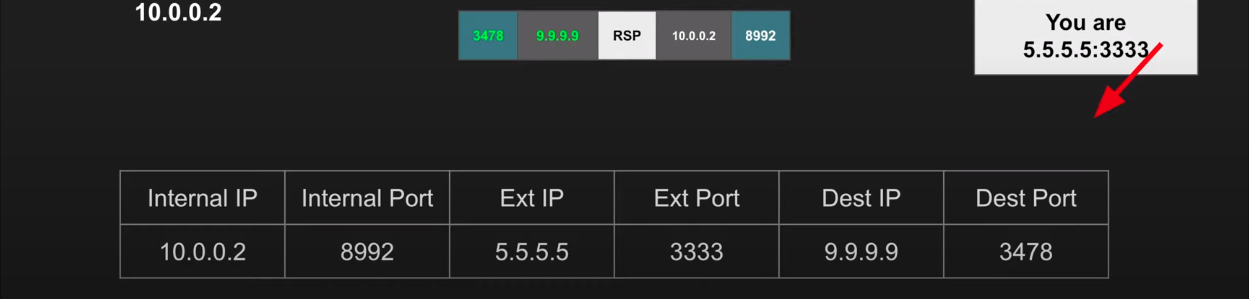 10.0.0.2
3478 9.9.9.9 RSP 10.0.0.2 8992
You are
5.5.5.5:3333
Internal IP Internal Port Ext IP Ext Port Dest IP Dest Port
10.0.0.2 8992 5.5.5.5 3333 9.9.9.9 3478